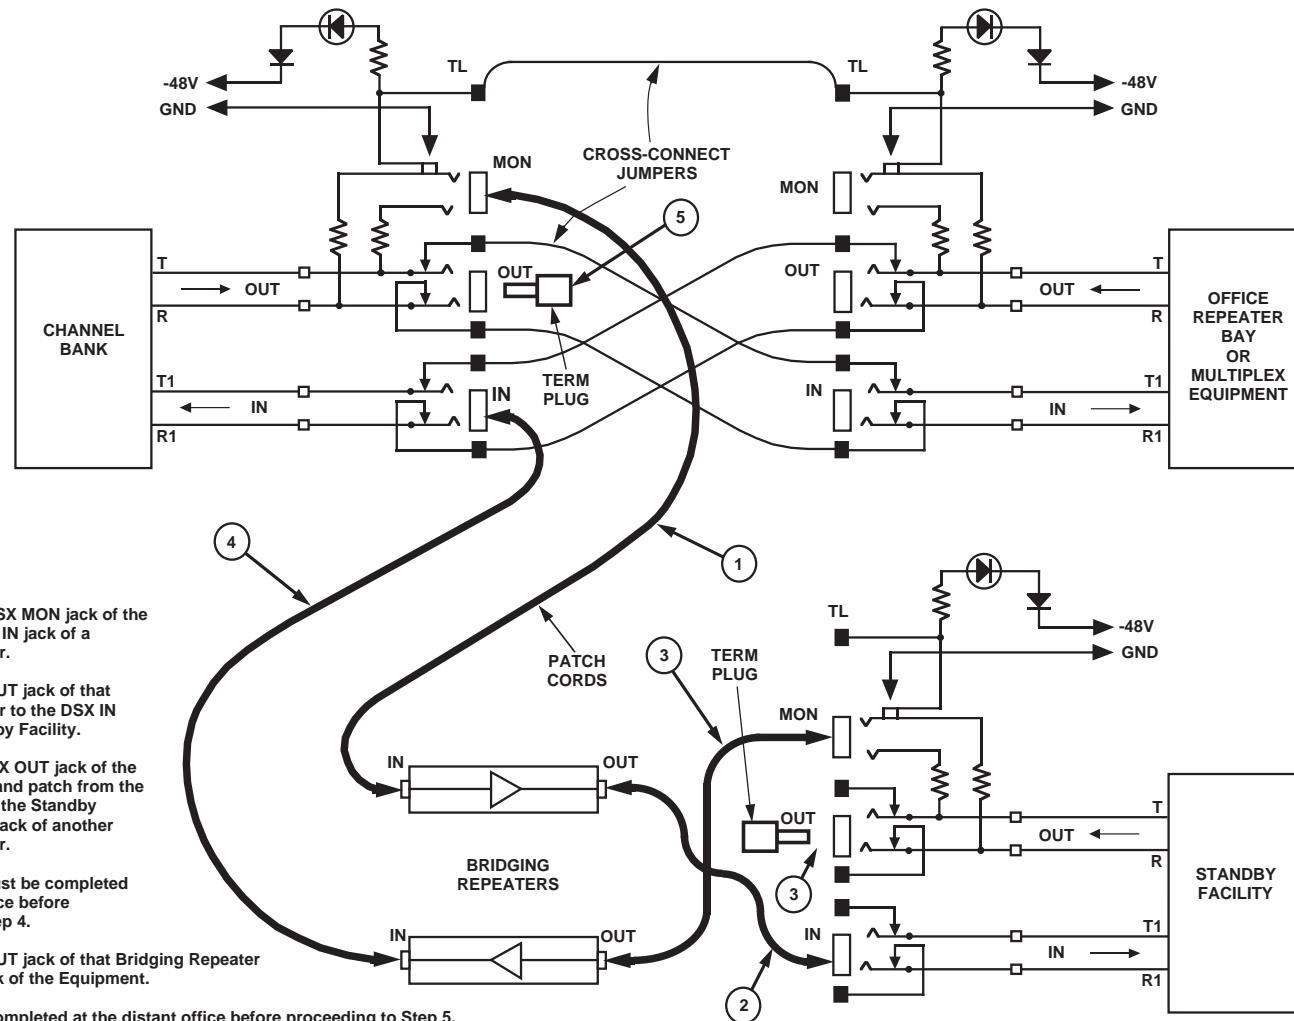 -48V
GND
TL
TL
-48V
GND
CROSS-CONNECT
JUMPERS
MON
MON
5
T
OUT
R
OUT
OUT
OUT
T
R
CHANNEL
BANK
OFFICE
REPEATER
BAY
OR
MULTIPLEX
EQUIPMENT
TERM
PLUG
T1
IN
R1
IN
IN
IN
T1
R1
4
1
SX MON jack of the
IN jack of a
r.
UT jack of that
r to the DSX IN
by Facility.
X OUT jack of the
and patch from the
the Standby
ack of another
r.
ust be completed
ce before
ep 4.
UT jack of that Bridging Repeater
k of the Equipment.
ompleted at the distant office before proceeding to Step 5.
PATCH
CORDS
3
TERM
PLUG
TL
-48V
GND
MON
IN
OUT
BRIDGING
REPEATERS
IN
OUT
OUT
3
IN
2
T
OUT
R
STANDBY
FACILITY
T1
IN
R1